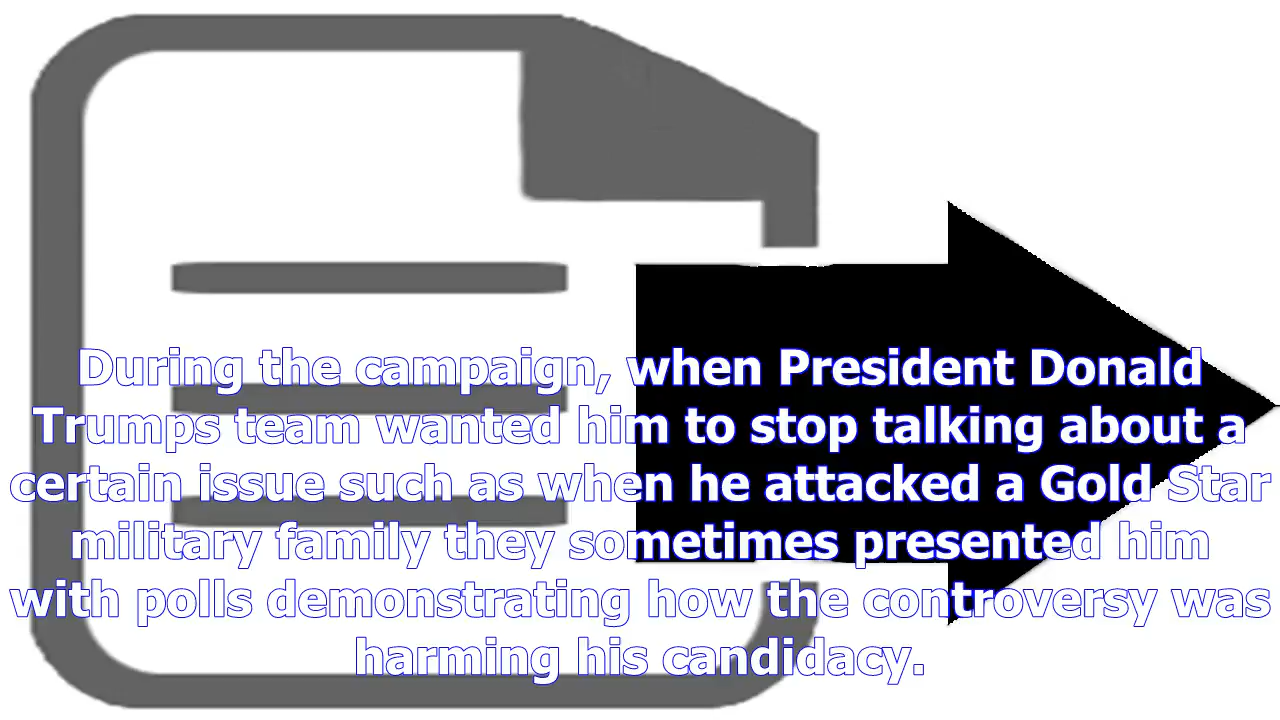 During the campaign, when President Donald
Trumps team wanted him to stop talking about a
certain issue such as when he attacked a Gold Star
military family they sometimes presented him
with polls demonstrating how the controversy was
harming his candidacy.